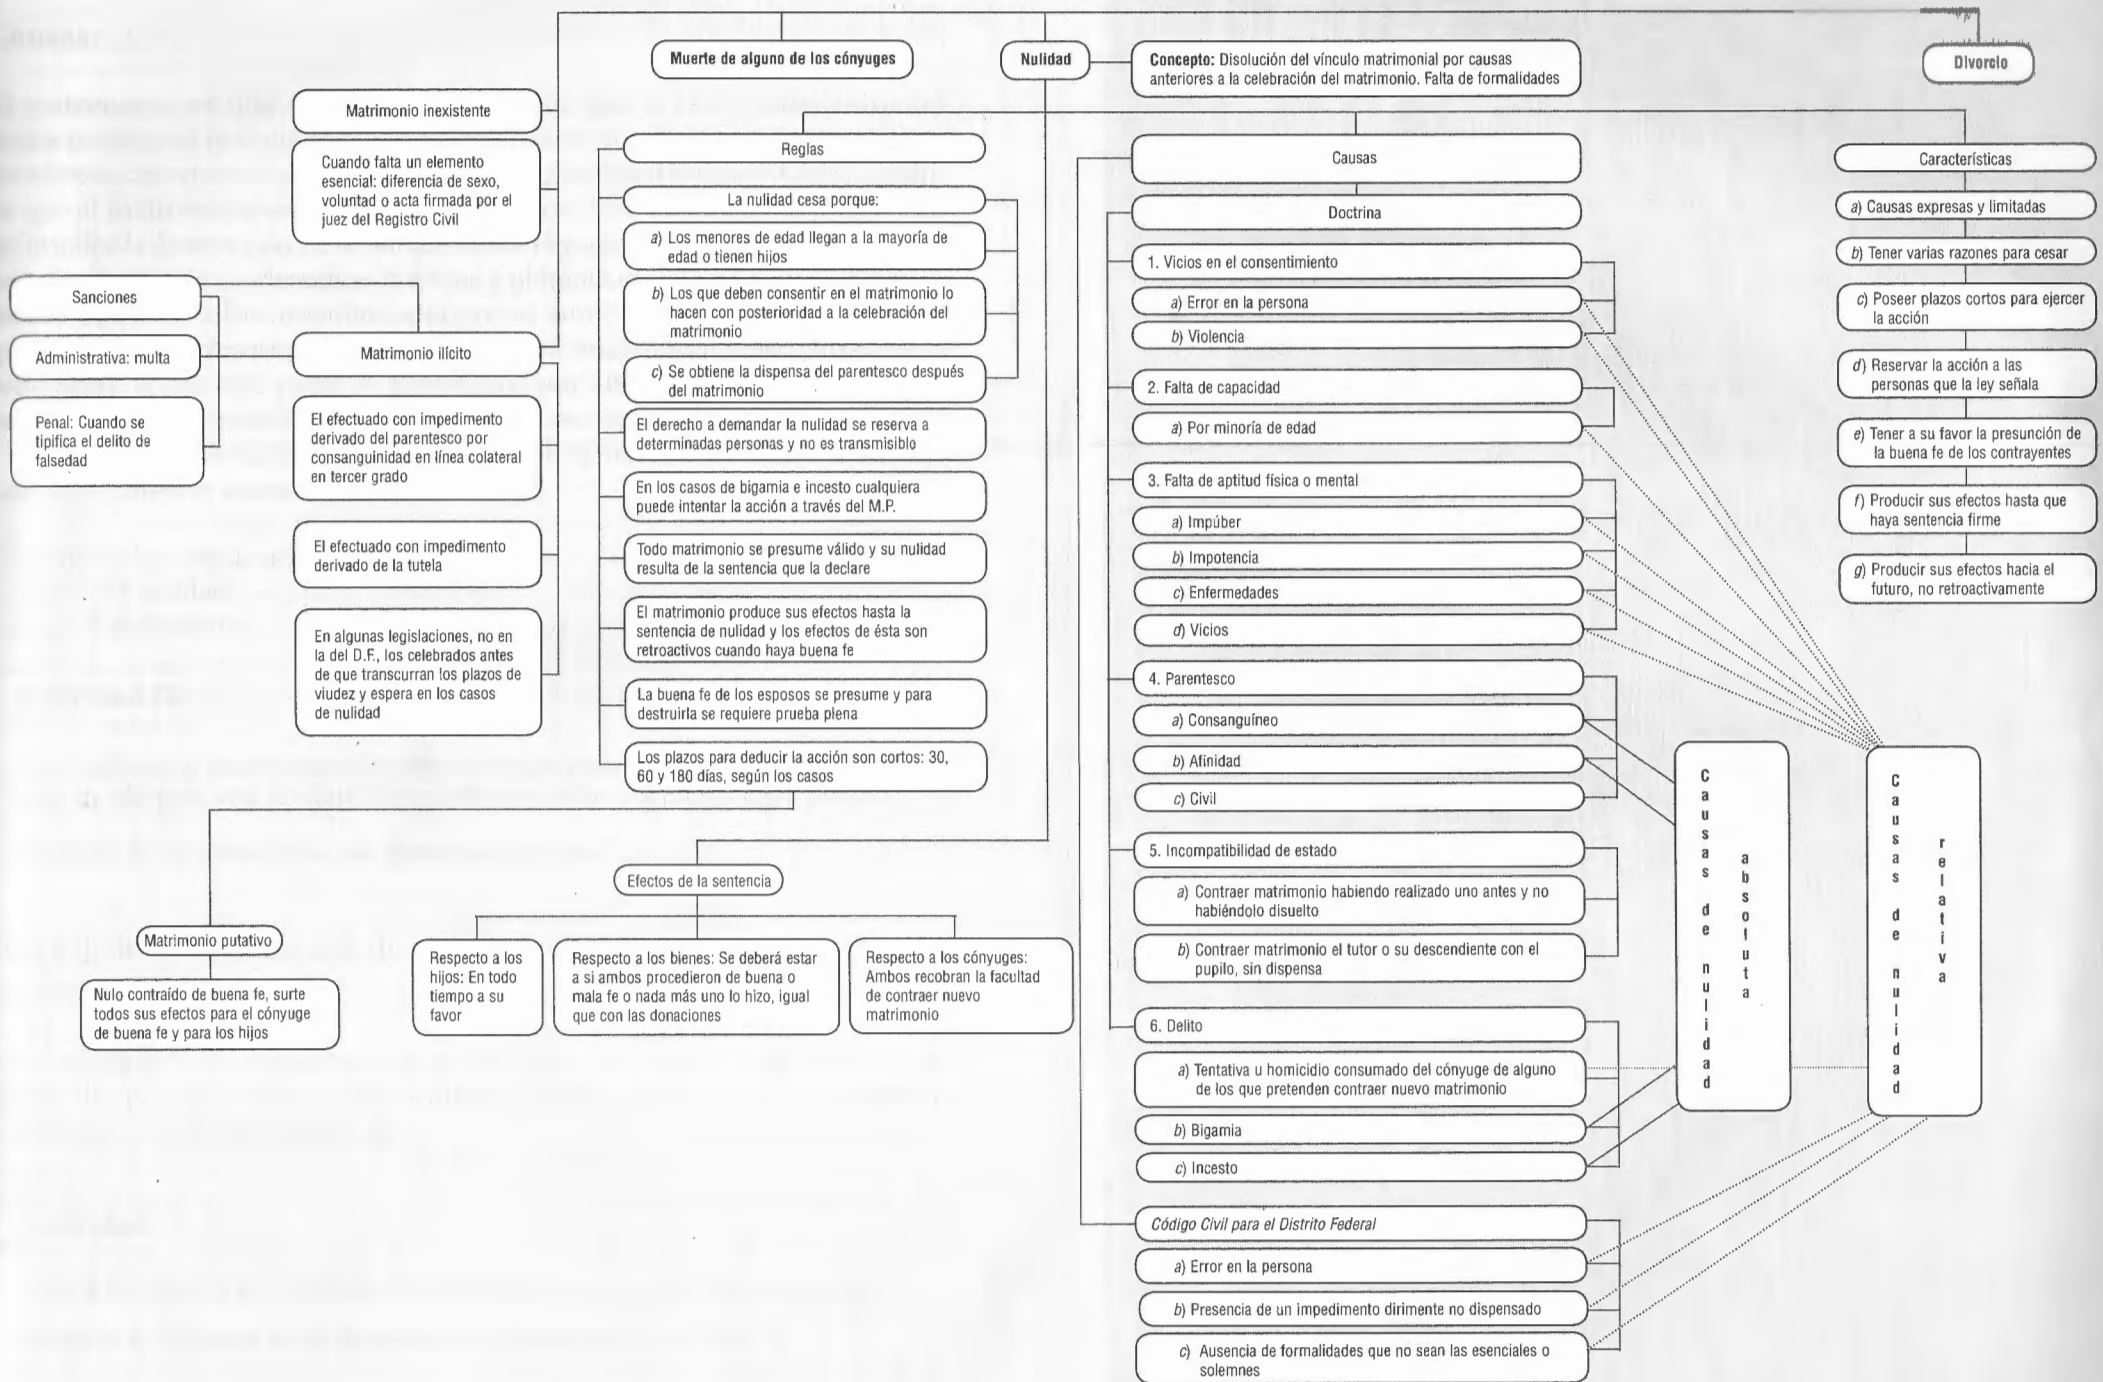 Muerte de alguno de los cónyuges
Nulidad
Concepto: Disolución del vínculo matrimonial por causas
anteriores a la celebración del matrimonio. Falta de formalidades
Divorcio
Matrimonio inexistente
Cuando falta un elemento
esencial: diferencia de sexo,
voluntad o acta firmada por el
juez del Registro Civil
Sanciones
Administrativa: multa
Penal: Cuando se
tipifica el delito de
falsedad
Matrimonio ilícito
El efectuado con impedimento
derivado del parentesco por
consanguinidad en línea colateral
en tercer grado
El efectuado con impedimento
derivado de la tutela
En algunas legislaciones, no en
la del D.F., los celebrados antes
de que transcurran los plazos de
viudez y espera en los casos
de nulidad
Reglas
La nulidad cesa porque:
a) Los menores de edad llegan a la mayoría de
edad o tienen hijos
b) Los que deben consentir en el matrimonio lo
hacen con posterioridad a la celebración del
matrimonio
c) Se obtiene la dispensa del parentesco después
del matrimonio
El derecho a demandar la nulidad se reserva a
determinadas personas y no es transmisible
En los casos de bigamia e incesto cualquiera
puede intentar la acción a través del M.P.
Todo matrimonio se presume válido y su nulidad
resulta de la sentencia que la declare
El matrimonio produce sus efectos hasta la
sentencia de nulidad y los efectos de ésta son
retroactivos cuando haya buena fe
La buena fe de los esposos se presume y para
destruirla se requiere prueba plena
Los plazos para deducir la acción son cortos: 30,
60 y 180 días, según los casos
Matrimonio putativo
Nulo contraído de buena fe, surte
todos sus efectos para el cónyuge
de buena fe y para los hijos
Efectos de la sentencia
Respecto a los
hijos: En todo
tiempo a su
favor
Respecto a los bienes: Se deberá estar
a si ambos procedieron de buena o
mala fe o nada más uno lo hizo, igual
que con las donaciones
Respecto a los cónyuges:
Ambos recobran la facultad
de contraer nuevo
matrimonio
Causas
Doctrina
1. Vicios en el consentimiento
a) Error en la persona
b) Violencia
2. Falta de capacidad
a) Por minoría de edad
3. Falta de aptitud física o mental
a) Impúber
b) Impotencia
c) Enfermedades
d) Vicios
4. Parentesco
a) Consanguíneo
b) Afinidad
c) Civil
5. Incompatibilidad de estado
a) Contraer matrimonio habiendo realizado uno antes y no
habiéndolo disuelto
b) Contraer matrimonio el tutor o su descendiente con el
pupilo, sin dispensa
6. Delito
a) Tentativa u homicidio consumado del cónyuge de alguno
de los que pretenden contraer nuevo matrimonio
b) Bigamia
c) Incesto
Código Civil para el Distrito Federal
a) Error en la persona
b) Presencia de un impedimento dirimente no dispensado
c) Ausencia de formalidades que no sean las esenciales o
solemnes
Causas de nulidad
absoluta
Causas de nulidad
relativa
Características
a) Causas expresas y limitadas
b) Tener varias razones para cesar
c) Poseer plazos cortos para ejercer
la acción
d) Reservar la acción a las
personas que la ley señala
e) Tener a su favor la presunción de
la buena fe de los contrayentes
f) Producir sus efectos hasta que
haya sentencia firme
g) Producir sus efectos hacia el
futuro, no retroactivamente